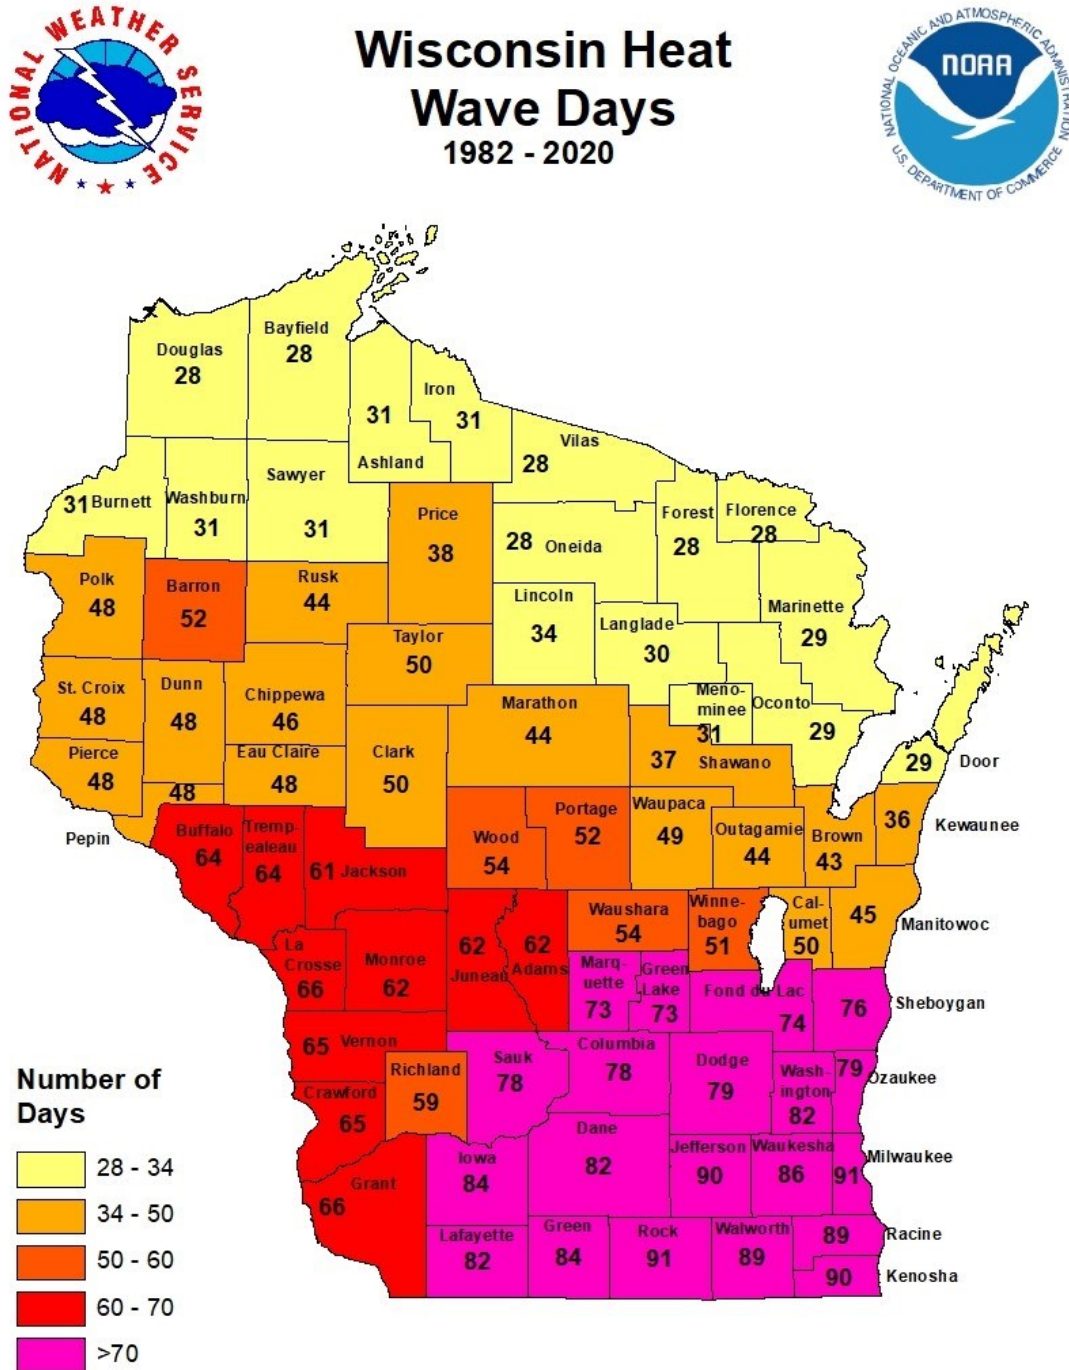 NATIONAL WEATHER SERVICE
Wisconsin Heat
Wave Days
1982 - 2020
NATIONAL OCEANIC AND ATMOSPHERIC ADMINISTRATION
NOAA
U.S. DEPARTMENT OF COMMERCE
Douglas
28
Bayfield
28
31
Ashland
Iron
31
Vilas
28
31 Burnett
Washburn
31
Sawyer
31
Price
38
28 Oneida
Forest
28
Florence
28
Marinette
29
Polk
48
Barron
52
Rusk
44
Taylor
50
Lincoln
34
Langlade
30
Meno-
minee
31
Oconto
29
29
Door
St. Croix
48
Dunn
48
Chippewa
46
Marathon
44
37 Shawano
Pierce
48
48
Pepin
Eau Claire
48
Clark
50
Wood
54
Portage
52
Waupaca
49
Outagamie
44
Brown
43
36
Kewaunee
Buffalo
64
Tremp-
ealeau
64
61 Jackson
Waushara
54
Winne-
bago
51
Cal-
umet
50
45
Manitowoc
La
Crosse
66
Monroe
62
62
Juneau
62
Adams
Marq-
uette
73
Green
Lake
73
Fond du Lac
74
76
Sheboygan
65 Vernon
Richland
59
Sauk
78
Columbia
78
Dodge
79
Wash-
ington
82
79
Ozaukee
Crawford
65
Grant
66
Iowa
84
Dane
82
Jefferson
90
Waukesha
86
91
Milwaukee
Lafayette
82
Green
84
Rock
91
Walworth
89
89
Racine
90
Kenosha
Number of
Days
28 - 34
34 - 50
50 - 60
60 - 70
>70